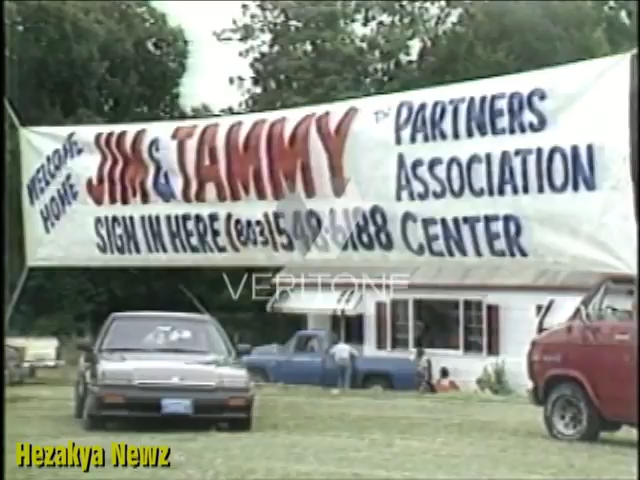 WELCOME
HOME
JIM & TAMMY
SIGN IN HERE (803) 548-6188
PARTNERS
ASSOCIATION
CENTER
VERITONE
Hezakya Newz